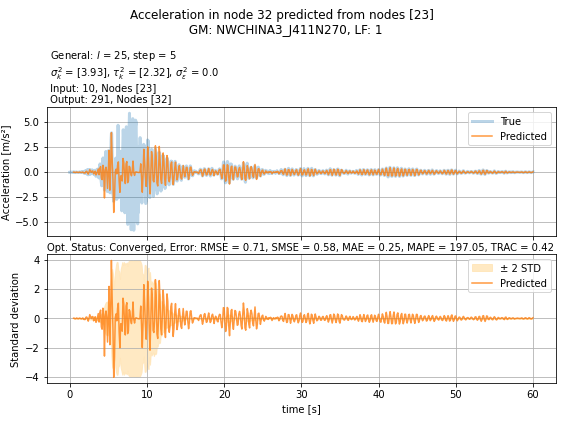 Acceleration in node 32 predicted from nodes [23]
GM: NWCHINA3_J411N270, LF: 1
General: l = 25, step = 5
σ²ₖ = [3.93], τ²ₖ = [2.32], σ²ε = 0.0
Input: 10, Nodes [23]
Output: 291, Nodes [32]
Acceleration [m/s²]
5.0
2.5
0.0
−2.5
−5.0
True
Predicted
Opt. Status: Converged, Error: RMSE = 0.71, SMSE = 0.58, MAE = 0.25, MAPE = 197.05, TRAC = 0.42
Standard deviation
4
2
0
−2
−4
± 2 STD
Predicted
0 10 20 30 40 50 60
time [s]